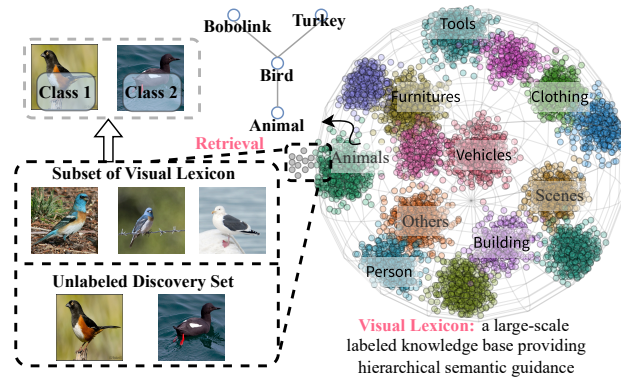 Bobolink
Turkey
Bird
Animal
Class 1
Class 2
Retrieval
Subset of Visual Lexicon
Unlabeled Discovery Set
Tools
Furnitures
Clothing
Animals
Vehicles
Scenes
Others
Building
Person
Visual Lexicon: a large-scale
labeled knowledge base providing
hierarchical semantic guidance